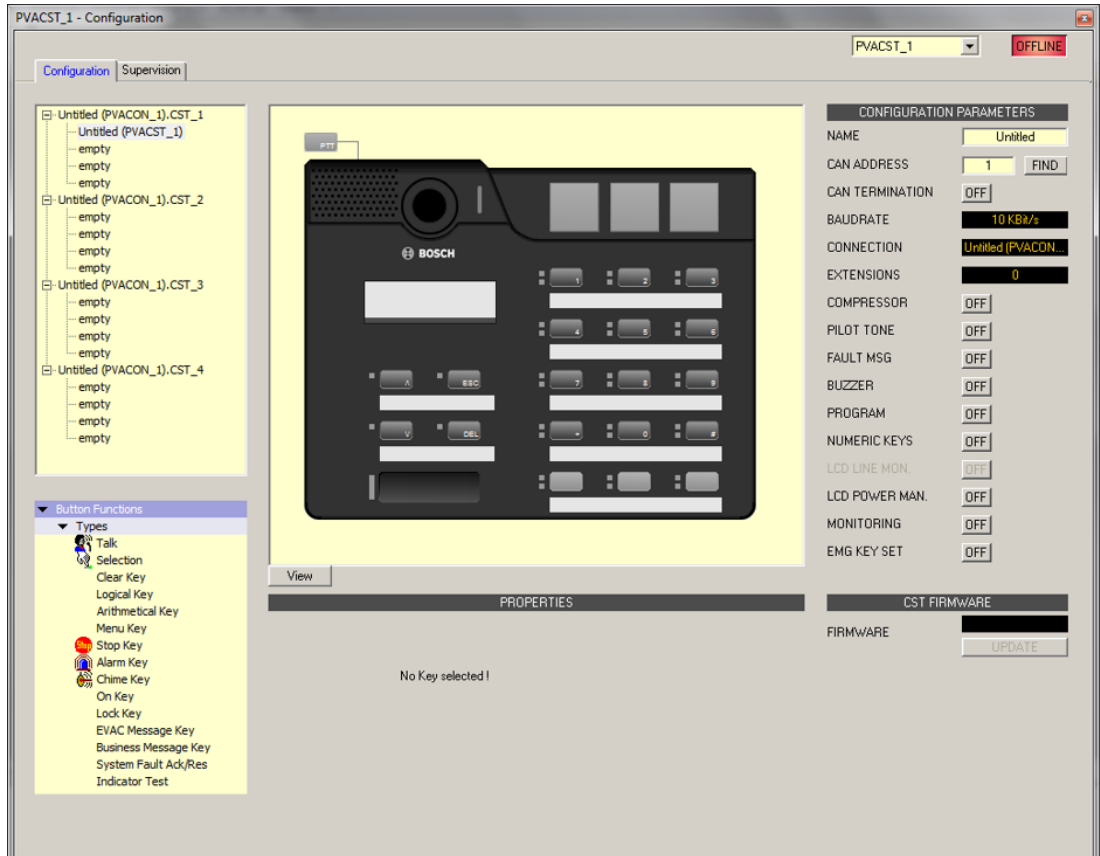 PVACST_1 - Configuration
PVACST_1
OFFLINE
Configuration
Supervision
Untitled (PVACON_1).CST_1
Untitled (PVACST_1)
empty
empty
empty
Untitled (PVACON_1).CST_2
empty
empty
empty
empty
Untitled (PVACON_1).CST_3
empty
empty
empty
empty
Untitled (PVACON_1).CST_4
empty
empty
empty
empty
Button Functions
Types
Talk
Selection
Clear Key
Logical Key
Arithmetical Key
Menu Key
Stop
Stop Key
Alarm Key
Chime Key
On Key
Lock Key
EVAC Message Key
Business Message Key
System Fault Ack/Res
Indicator Test
PTT
BOSCH
1 2 3
4 5 6
ESC 7 8 9
DEL 0 #
View
PROPERTIES
No Key selected !
CONFIGURATION PARAMETERS
NAME Untitled
CAN ADDRESS 1 FIND
CAN TERMINATION OFF
BAUDRATE 10 KBit/s
CONNECTION Untitled (PVACON...
EXTENSIONS 0
COMPRESSOR OFF
PILOT TONE OFF
FAULT MSG OFF
BUZZER OFF
PROGRAM OFF
NUMERIC KEYS OFF
LCD LINE MON. OFF
LCD POWER MAN. OFF
MONITORING OFF
EMG KEY SET OFF
CST FIRMWARE
FIRMWARE
UPDATE